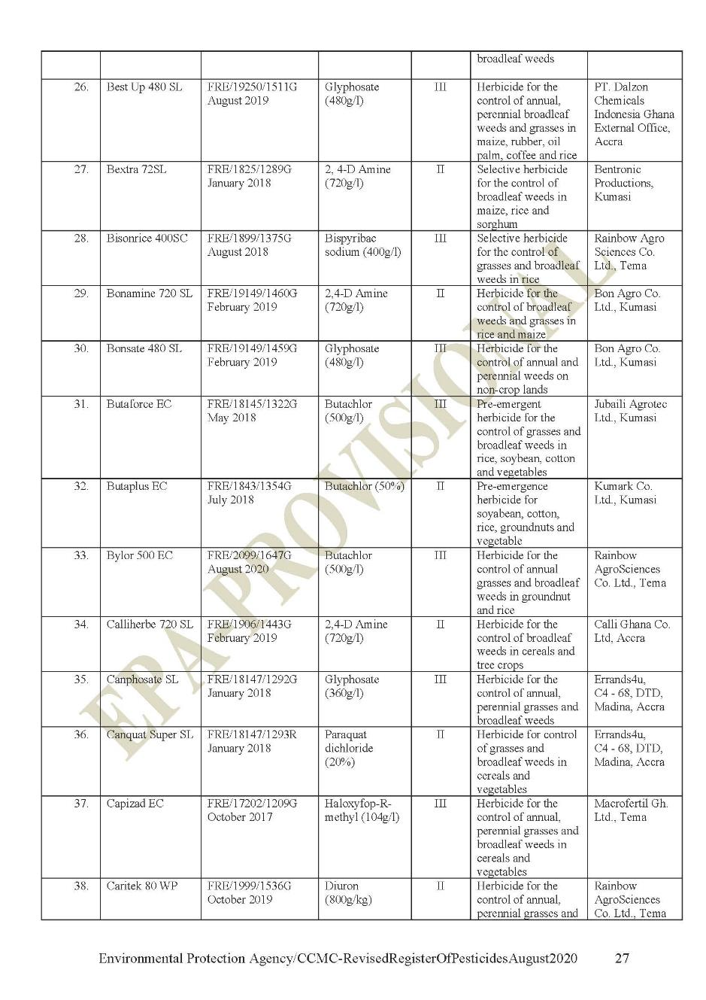 broadleaf weeds
26. Best Up 480 SL FRE/19250/1511G Glyphosate III Herbicide for the PT. Dalzon
August 2019 (480g/l) control of annual, Chemicals
perennial broadleaf Indonesia Ghana
weeds and grasses in External Office,
maize, rubber, oil Accra
palm, coffee and rice
27. Bextra 72SL FRE/1825/1289G 2, 4-D Amine II Selective herbicide Bentronic
January 2018 (720g/l) for the control of Productions,
broadleaf weeds in Kumasi
maize, rice and
sorghum
28. Bisonrice 400SC FRE/1899/1375G Bispyribac III Selective herbicide Rainbow Agro
August 2018 sodium (400g/l) for the control of Sciences Co.
grasses and broadleaf Ltd., Tema
weeds in rice
29. Bonamine 720 SL FRE/19149/1460G 2,4-D Amine II Herbicide for the Bon Agro Co.
February 2019 (720g/l) control of broadleaf Ltd., Kumasi
weeds and grasses in
rice and maize
30. Bonsate 480 SL FRE/19149/1459G Glyphosate III Herbicide for the Bon Agro Co.
February 2019 (480g/l) control of annual and Ltd., Kumasi
perennial weeds on
non-crop lands
31. Butaforce EC FRE/18145/1322G Butachlor III Pre-emergent Jubaili Agrotec
May 2018 (500g/l) herbicide for the Ltd., Kumasi
control of grasses and
broadleaf weeds in
rice, soybean, cotton
and vegetables
32. Butaplus EC FRE/1843/1354G Butachlor (50%) II Pre-emergence Kumark Co.
July 2018 herbicide for Ltd., Kumasi
soyabean, cotton,
rice, groundnuts and
vegetable
33. Bylor 500 EC FRE/2099/1647G Butachlor III Herbicide for the Rainbow
August 2020 (500g/l) control of annual AgroSciences
grasses and broadleaf Co. Ltd., Tema
weeds in groundnut
and rice
34. Calliherbe 720 SL FRE/1906/1443G 2,4-D Amine II Herbicide for the Calli Ghana Co.
February 2019 (720g/l) control of broadleaf Ltd, Accra
weeds in cereals and
tree crops
35. Canphosate SL FRE/18147/1292G Glyphosate III Herbicide for the Errands4u,
January 2018 (360g/l) control of annual, C4 - 68, DTD,
perennial grasses and Madina, Accra
broadleaf weeds
36. Canquat Super SL FRE/18147/1293R Paraquat II Herbicide for control Errands4u,
January 2018 dichloride of grasses and C4 - 68, DTD,
(20%) broadleaf weeds in Madina, Accra
cereals and
vegetables
37. Capizad EC FRE/17202/1209G Haloxyfop-R- III Herbicide for the Macrofertil Gh.
October 2017 methyl (104g/l) control of annual, Ltd., Tema
perennial grasses and
broadleaf weeds in
cereals and
vegetables
38. Caritek 80 WP FRE/1999/1536G Diuron II Herbicide for the Rainbow
October 2019 (800g/kg) control of annual, AgroSciences
perennial grasses and Co. Ltd., Tema
EPA-PROVISIONAL
Environmental Protection Agency/CCMC-RevisedRegisterOfPesticidesAugust2020 27